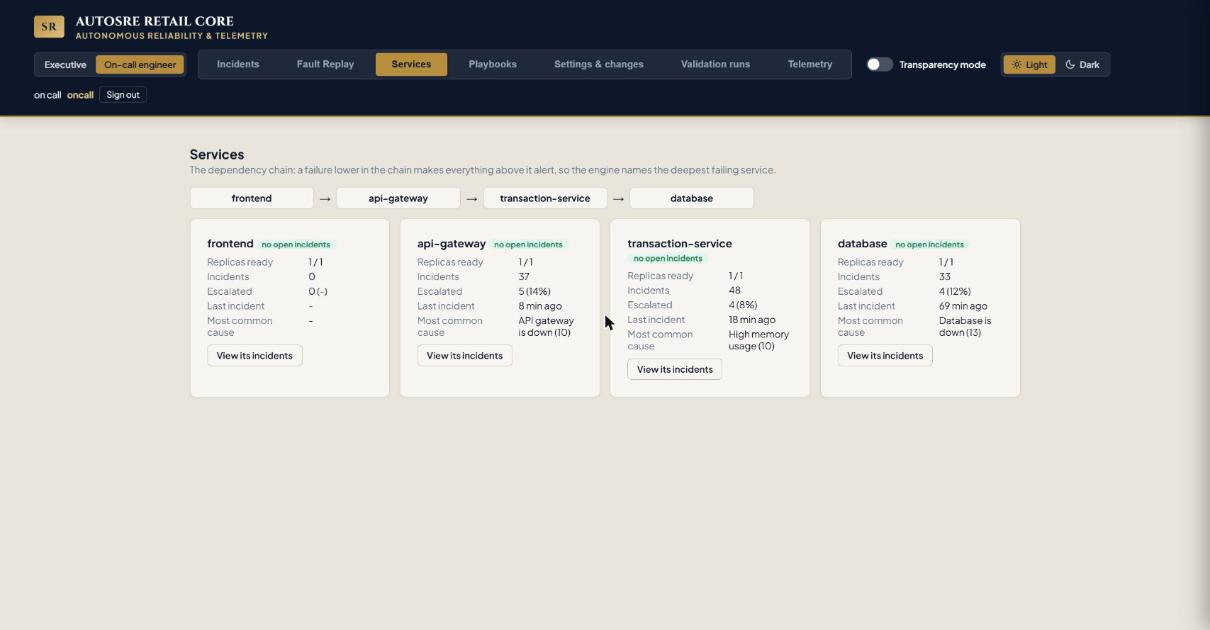 SR
AUTOSRE RETAIL CORE
AUTONOMOUS RELIABILITY & TELEMETRY
Executive
On-call engineer
Incidents
Fault Replay
Services
Playbooks
Settings & changes
Validation runs
Telemetry
Transparency mode
Light
Dark
on call oncall Sign out
Services
The dependency chain: a failure lower in the chain makes everything above it alert, so the engine names the deepest failing service.
frontend → api-gateway → transaction-service → database
frontend no open incidents
Replicas ready 1 / 1
Incidents 0
Escalated 0 (-)
Last incident -
Most common -
cause
View its incidents
api-gateway no open incidents
Replicas ready 1 / 1
Incidents 37
Escalated 5 (14%)
Last incident 8 min ago
Most common API gateway
cause is down (10)
View its incidents
transaction-service
no open incidents
Replicas ready 1 / 1
Incidents 48
Escalated 4 (8%)
Last incident 18 min ago
Most common High memory
cause usage (10)
View its incidents
database no open incidents
Replicas ready 1 / 1
Incidents 33
Escalated 4 (12%)
Last incident 69 min ago
Most common Database is
cause down (13)
View its incidents